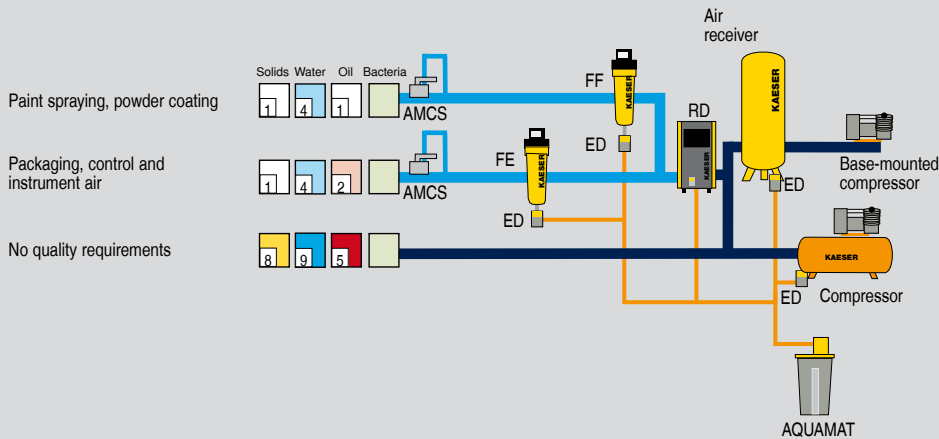 Air
receiver
Solids Water Oil Bacteria
FF
KAESER
KAESER
RD
Paint spraying, powder coating
1 4 1
AMCS
ED
KAESER
Packaging, control and
instrument air
1 4 2
AMCS
FE
KAESER
ED
ED
Base-mounted
compressor
No quality requirements
8 9 5
KAESER
ED
Compressor
AQUAMAT